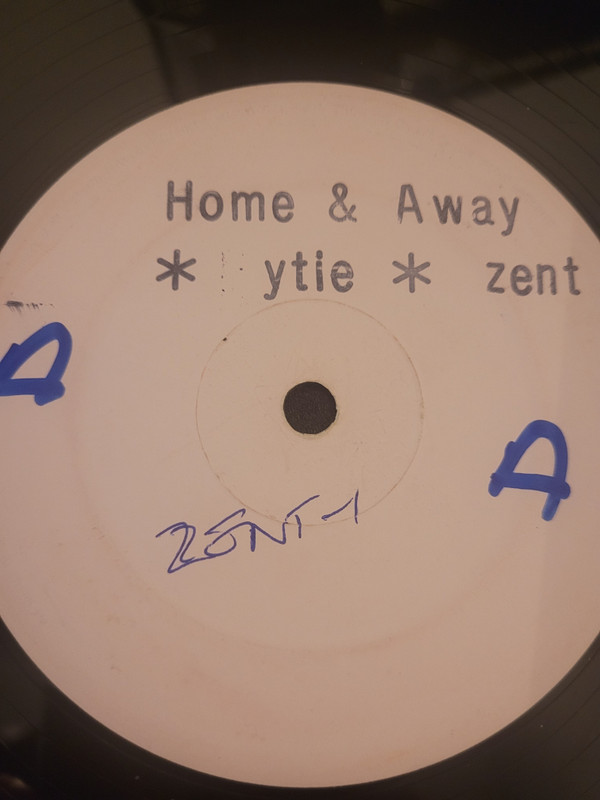 Home & Away
* ytie * zent
D
D
ZENT-1